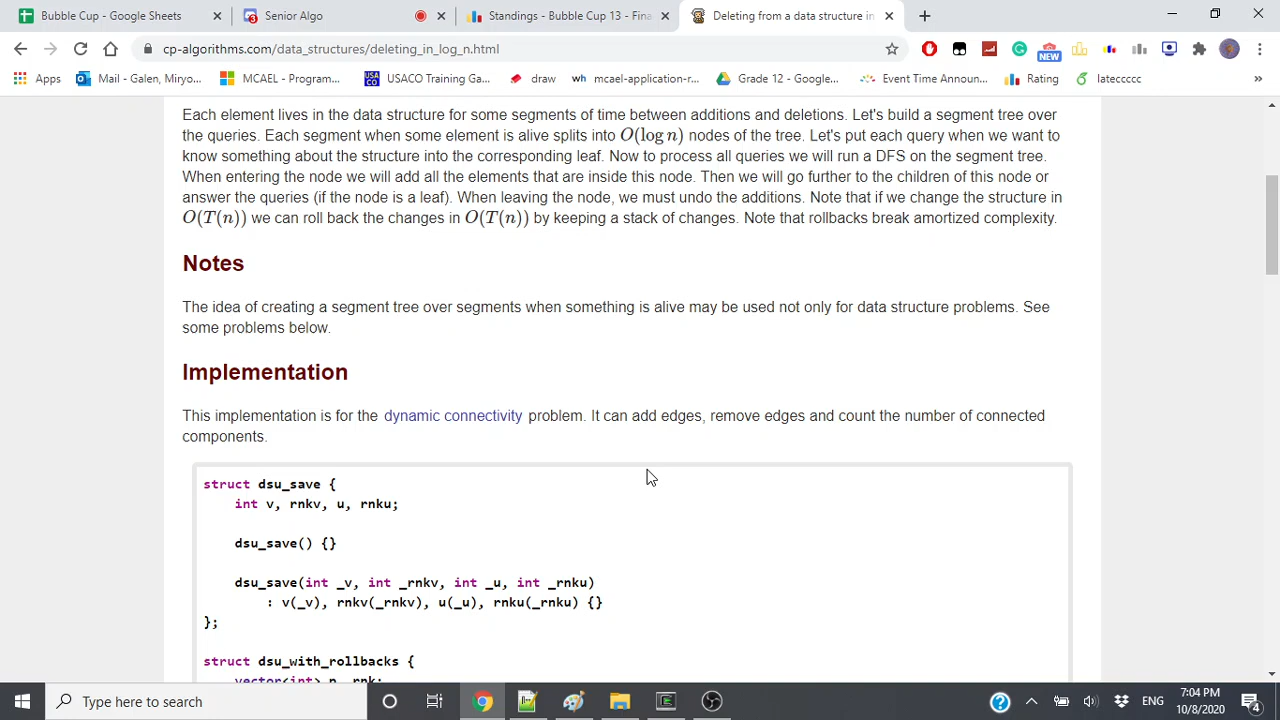 Bubble Cup - Google Sheets
Senior Algo
Standings - Bubble Cup 13 - Fina
Deleting from a data structure in
cp-algorithms.com/data_structures/deleting_in_log_n.html
NEW
Apps
Mail - Galen, Miryo...
MCAEL - Program...
USACO Training Ga...
draw
wh mcael-application-r...
Grade 12 - Google...
Event Time Announ...
Rating
latecccc
»
Each element lives in the data structure for some segments of time between additions and deletions. Let's build a segment tree over
the queries. Each segment when some element is alive splits into O(log n) nodes of the tree. Let's put each query when we want to
know something about the structure into the corresponding leaf. Now to process all queries we will run a DFS on the segment tree.
When entering the node we will add all the elements that are inside this node. Then we will go further to the children of this node or
answer the queries (if the node is a leaf). When leaving the node, we must undo the additions. Note that if we change the structure in
O(T(n)) we can roll back the changes in O(T(n)) by keeping a stack of changes. Note that rollbacks break amortized complexity.
Notes
The idea of creating a segment tree over segments when something is alive may be used not only for data structure problems. See
some problems below.
Implementation
This implementation is for the dynamic connectivity problem. It can add edges, remove edges and count the number of connected
components.
struct dsu_save {
int v, rnkv, u, rnku;
dsu_save() {}
dsu_save(int _v, int _rnkv, int _u, int _rnku)
: v(_v), rnkv(_rnkv), u(_u), rnku(_rnku) {}
};
struct dsu_with_rollbacks {
vector<int> p, rnk;
Type here to search
ENG
7:04 PM
10/8/2020
4